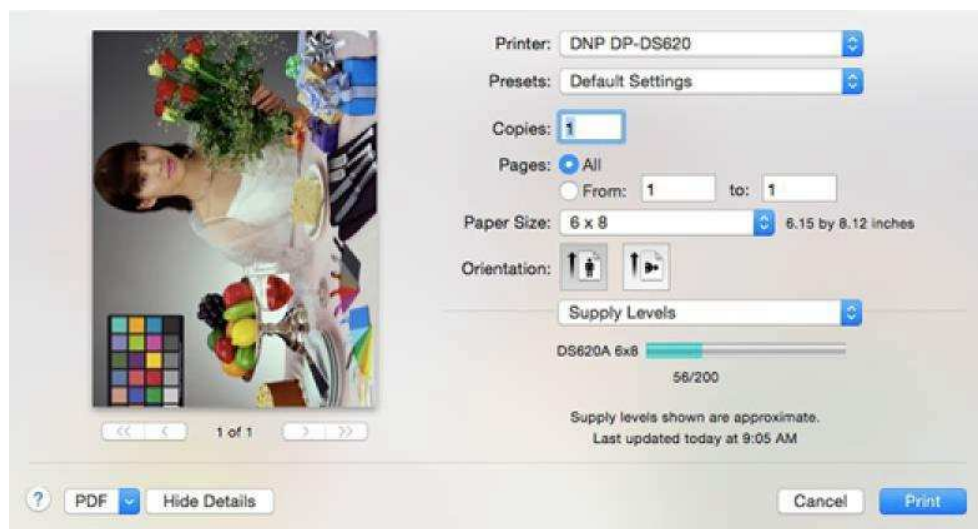 Printer: DNP DP-DS620
Presets: Default Settings
Copies: 1
Pages: All
From: 1 to: 1
Paper Size: 6 x 8 6.15 by 8.12 inches
Orientation:
Supply Levels
DS620A 6x8
56/200
Supply levels shown are approximate.
Last updated today at 9:05 AM
<< < 1 of 1 > >>
? PDF Hide Details Cancel Print